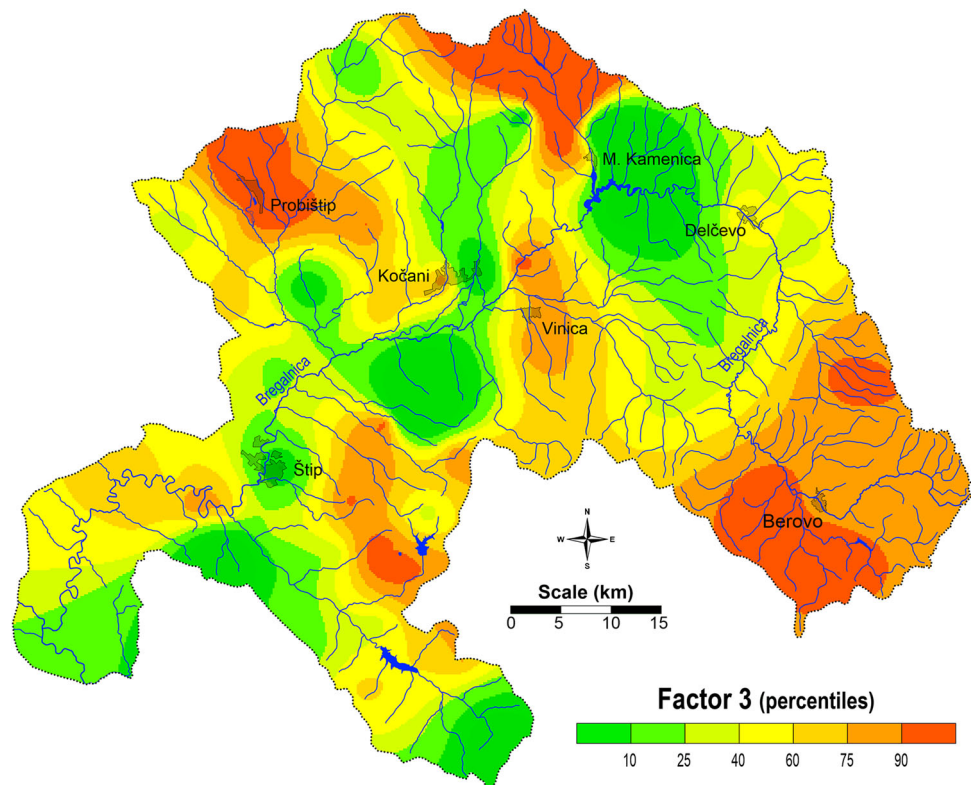 M. Kamenica
Probištip
Delčevo
Kočani
Vinica
Bregalnica
Bregalnica
Štip
Berovo
N
W E
S
Scale (km)
0 5 10 15
Factor 3 (percentiles)
10 25 40 60 75 90